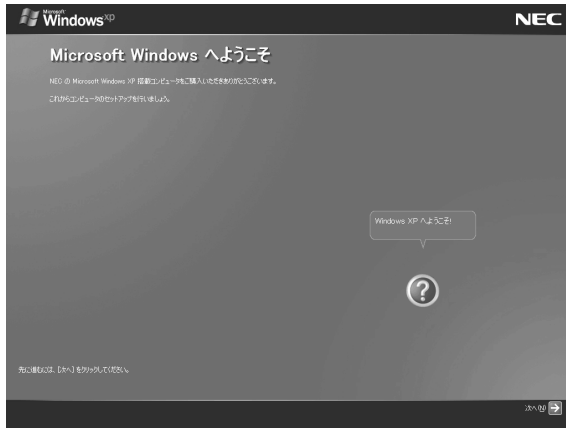 Microsoft
Windows xp
NEC
Microsoft Windows へようこそ
NEC の Microsoft Windows XP 搭載コンピュータをご購入いただきありがとうございます。
これからコンピュータのセットアップを行いましょう。
Windows XP へようこそ!
?
先に進むには、[次へ] をクリックしてください。
次へ(N)